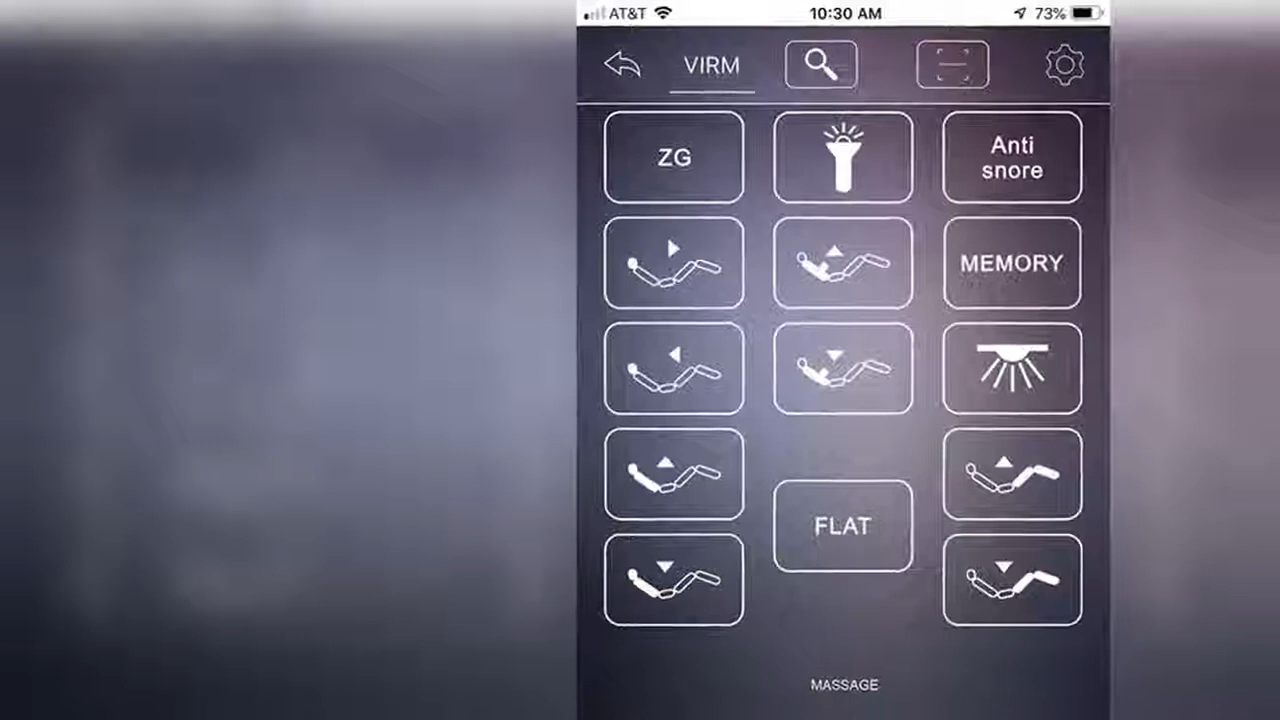 AT&T
10:30 AM
73%
VIRM
ZG
Anti
snore
MEMORY
FLAT
MASSAGE